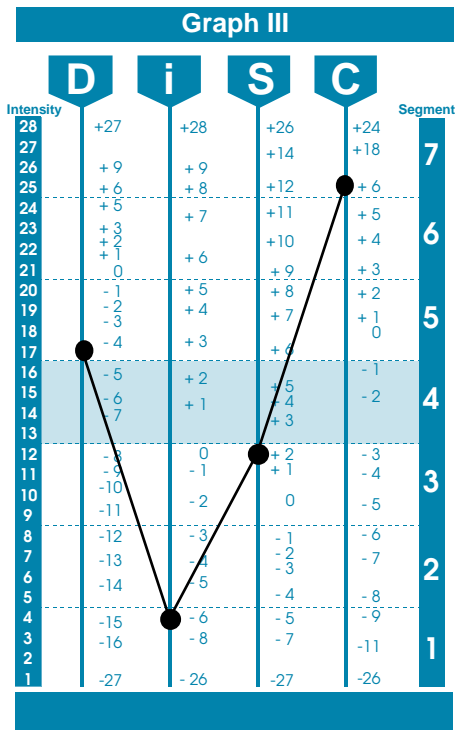 Graph III
D i S C
Intensity Segment
28 +27 +28 +26 +24
27 +14 +18 7
26 + 9 + 9
25 + 6 + 8 +12 + 6
24 + 5 + 7 +11 + 5
23 + 3 6
+ 2 +10 + 4
22 + 1 + 6
21 0 + 9 + 3
20 - 1 + 5 + 8 + 2
19 - 2 + 4 + 7 + 1 5
18 - 3 0
17 - 4 + 3 + 6
16 - 5 + 2 - 1
15 - 6 + 5 - 2
+ 1 + 4 4
14 - 7 + 3
13
12 - 8 0 + 2 - 3
11 - 9 - 1 + 1 - 4
10 -10 - 2 0 - 5 3
9 -11
8 -12 - 3 - 1 - 6
7 -13 - 4 - 2 - 7
6 -14 - 5 - 3 2
5 - 4 - 8
4 -15 - 6 - 5 - 9
3 -16 - 8 - 7 -11 1
2
1 -27 - 26 -27 -26